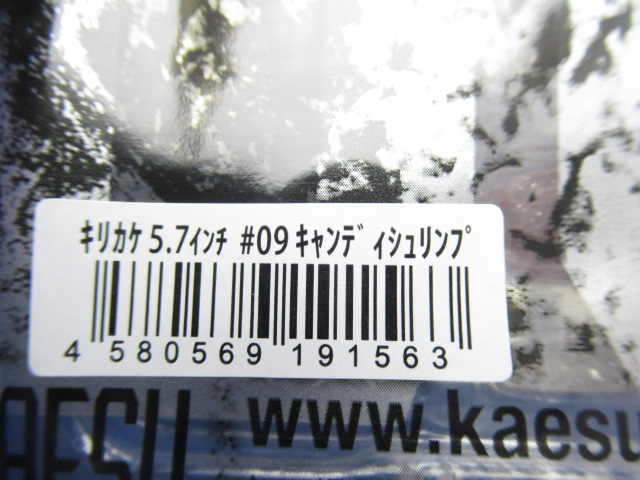 ｷﾘｶｹ 5.7ｲﾝﾁ #09 ｷｬﾝﾃﾞｨｼｭﾘﾝﾌﾟ
4 580569 191563
AESU www.kaesu